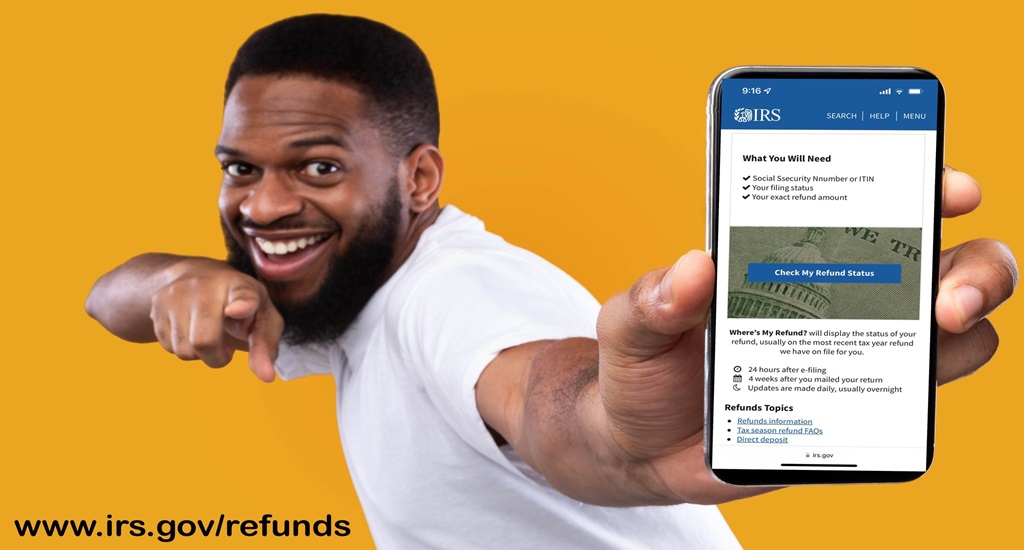 9:16
IRS
SEARCH | HELP | MENU
What You Will Need
Social Ssecurity Nnumber or ITIN
Your filing status
Your exact refund amount
WE TR
Check My Refund Status
Where's My Refund? will display the status of your
refund, usually on the most recent tax year refund
we have on file for you.
24 hours after e-filing
4 weeks after you mailed your return
Updates are made daily, usually overnight
Refunds Topics
Refunds information
Tax season refund FAQs
Direct deposit
irs.gov
www.irs.gov/refunds